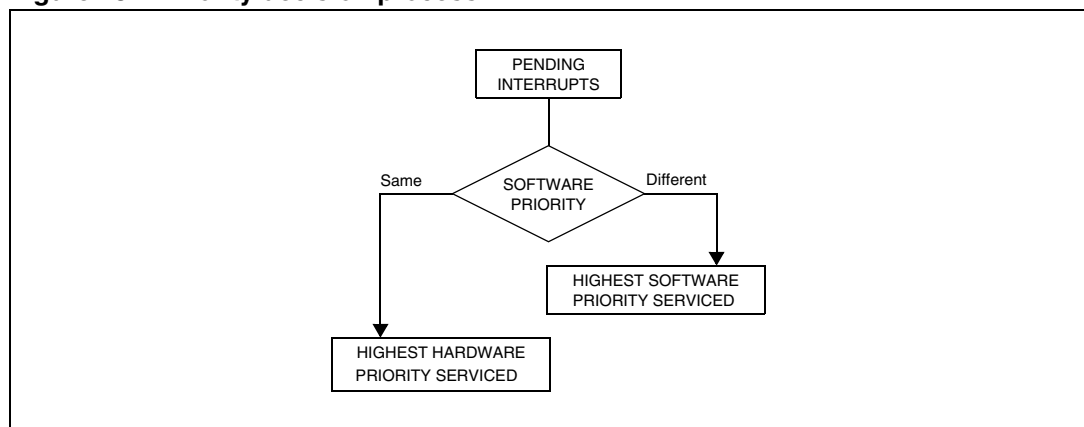 PENDING
INTERRUPTS
Same
SOFTWARE
PRIORITY
Different
HIGHEST SOFTWARE
PRIORITY SERVICED
HIGHEST HARDWARE
PRIORITY SERVICED